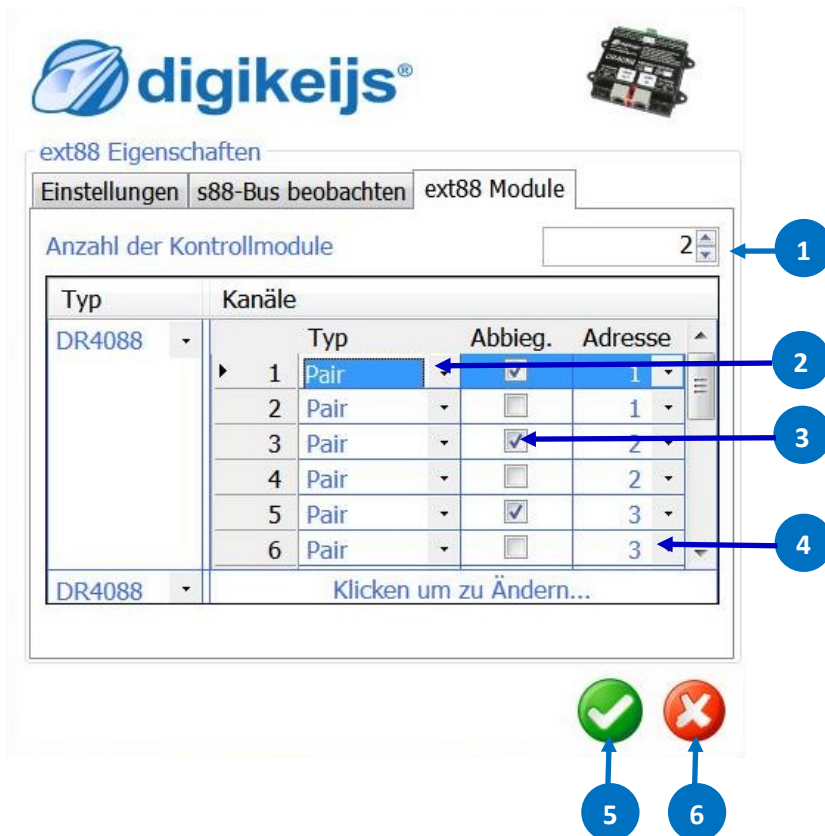 digikeijs®
ext88 Eigenschaften
Einstellungen s88-Bus beobachten ext88 Module
Anzahl der Kontrollmodule 2 1
Typ Kanäle
DR4088 Typ Abbieg. Adresse
1 Pair 1 2
2 Pair 1
3 Pair 2 3
4 Pair 2
5 Pair 3
6 Pair 3 4
DR4088 Klicken um zu Ändern...
5 6